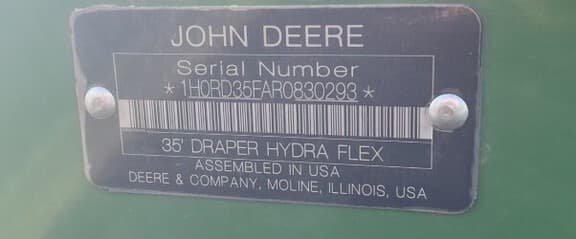 JOHN DEERE
Serial Number
*1H0RD35FAR0830293*
35' DRAPER HYDRA FLEX
ASSEMBLED IN USA
DEERE & COMPANY, MOLINE, ILLINOIS, USA